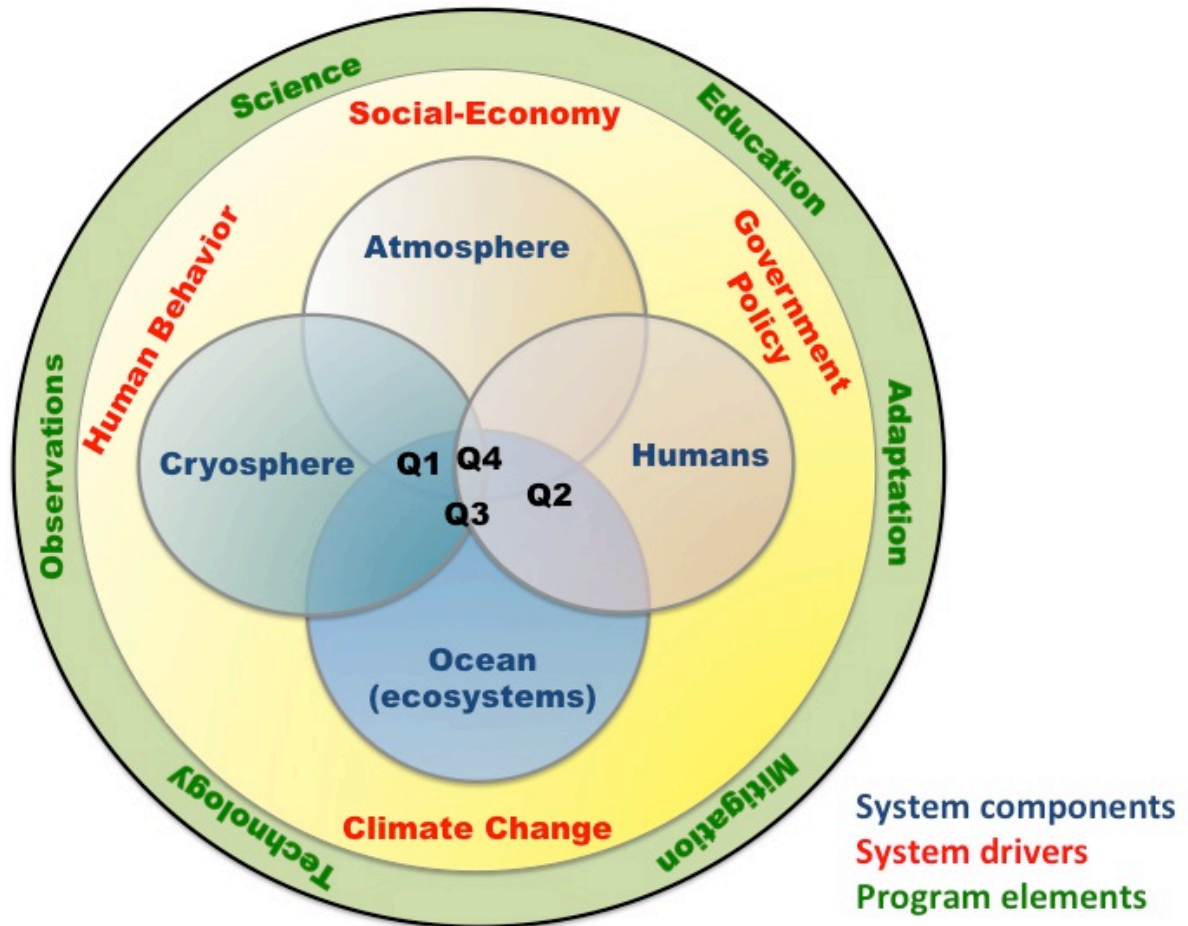 Science
Education
Social-Economy
Human Behavior
Government
Policy
Atmosphere
Observations
Adaptation
Cryosphere
Q1
Q4
Humans
Q2
Q3
Ocean
(ecosystems)
Technology
Climate Change
Mitigation
System components
System drivers
Program elements